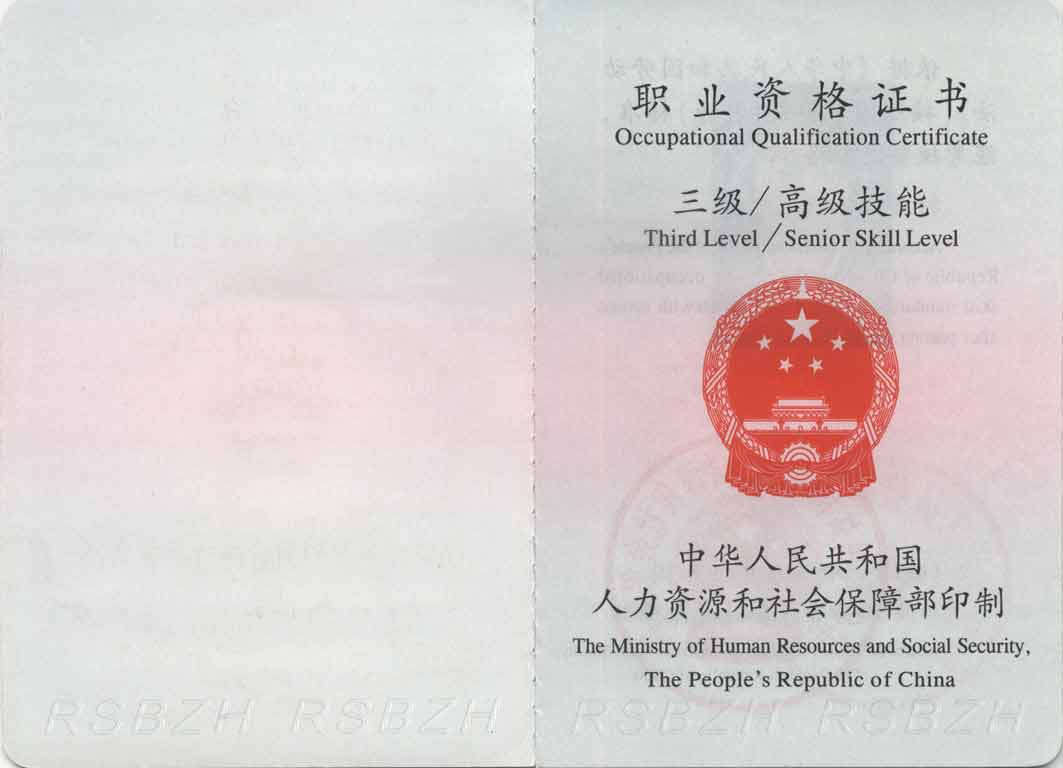 职业资格证书
Occupational Qualification Certificate
三级/高级技能
Third Level/Senior Skill Level
中华人民共和国
人力资源和社会保障部印制
The Ministry of Human Resources and Social Security,
The People's Republic of China
RSBZH RSBZH RSBZH RSBZH